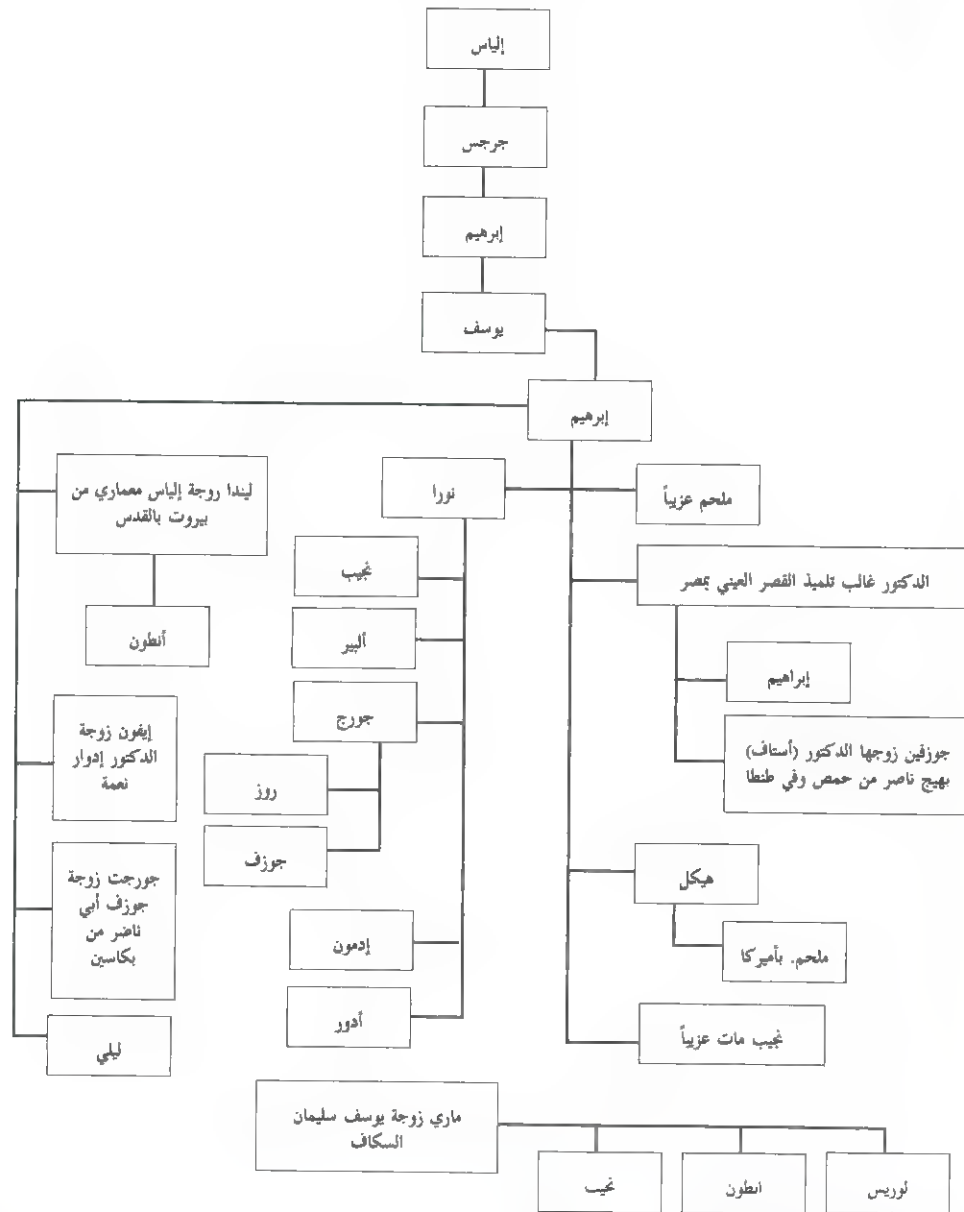 إلياس
جرجس
إبرهيم
يوسف
إبرهيم
ملحم عزيباً
نورا
ليندا روجة إلياس معماري من
بيروت بالقدس
أنطون
نجيب
ألبير
جورج
روز
جوزف
إدمون
أدور
الدكتور غالب تلميذ القصر العيني بمصر
إبراهيم
جوزفين زوجها الدكتور (أستاف)
بهيج ناصر من حمص وفي طنطا
هيكل
ملحم. بأميركا
نجيب مات عزيباً
إيفون زوجة
الدكتور إدوار
نعمة
جورجت زوجة
جوزف أبي
ناضر من
بكاسين
ليلي
ماري زوجة يوسف سليمان
السكاف
لوريس
انطون
نجيب